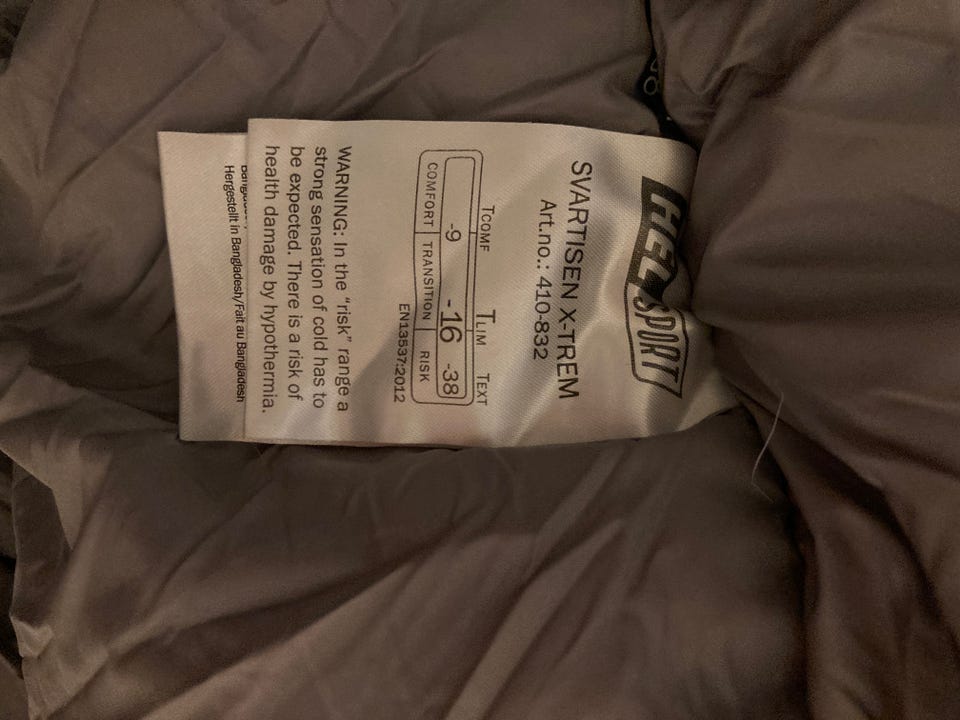 HELSPORT
SVARTISEN X-TREM
Art.no.: 410-832
TCOMF TLIM TEXT
-9 -16 -38
COMFORT TRANSITION RISK
EN13537:2012
WARNING: In the "risk" range a
strong sensation of cold has to
be expected. There is a risk of
health damage by hypothermia.
Hergestellt in Bangladesh/Fait au Bangladesh